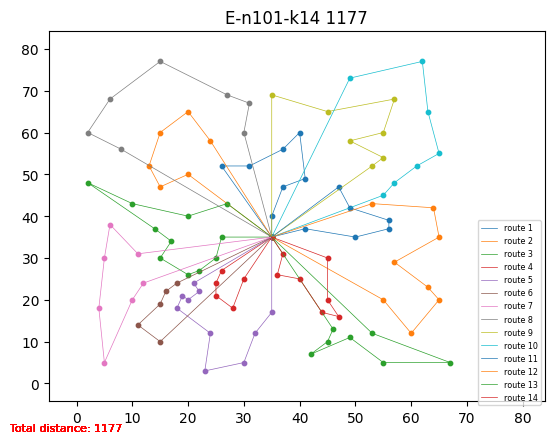 E-n101-k14 1177
80
70
60
50
40
30
20
10
0
0 10 20 30 40 50 60 70 80
route 1
route 2
route 3
route 4
route 5
route 6
route 7
route 8
route 9
route 10
route 11
route 12
route 13
route 14
Total distance: 1177